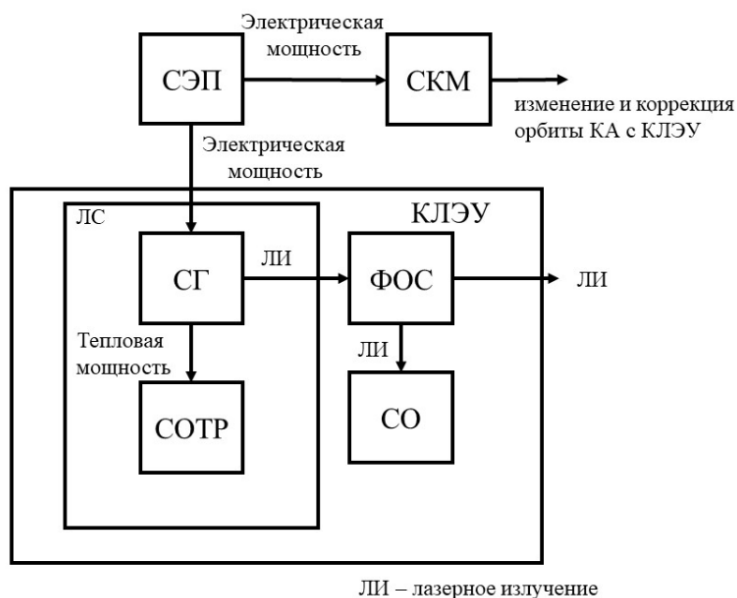 Электрическая
мощность
СЭП
СКМ
изменение и коррекция
орбиты КА с КЛЭУ
Электрическая
мощность
ЛС
КЛЭУ
СГ
ЛИ
ФОС
ЛИ
Тепловая
мощность
ЛИ
СОТР
СО
ЛИ – лазерное излучение